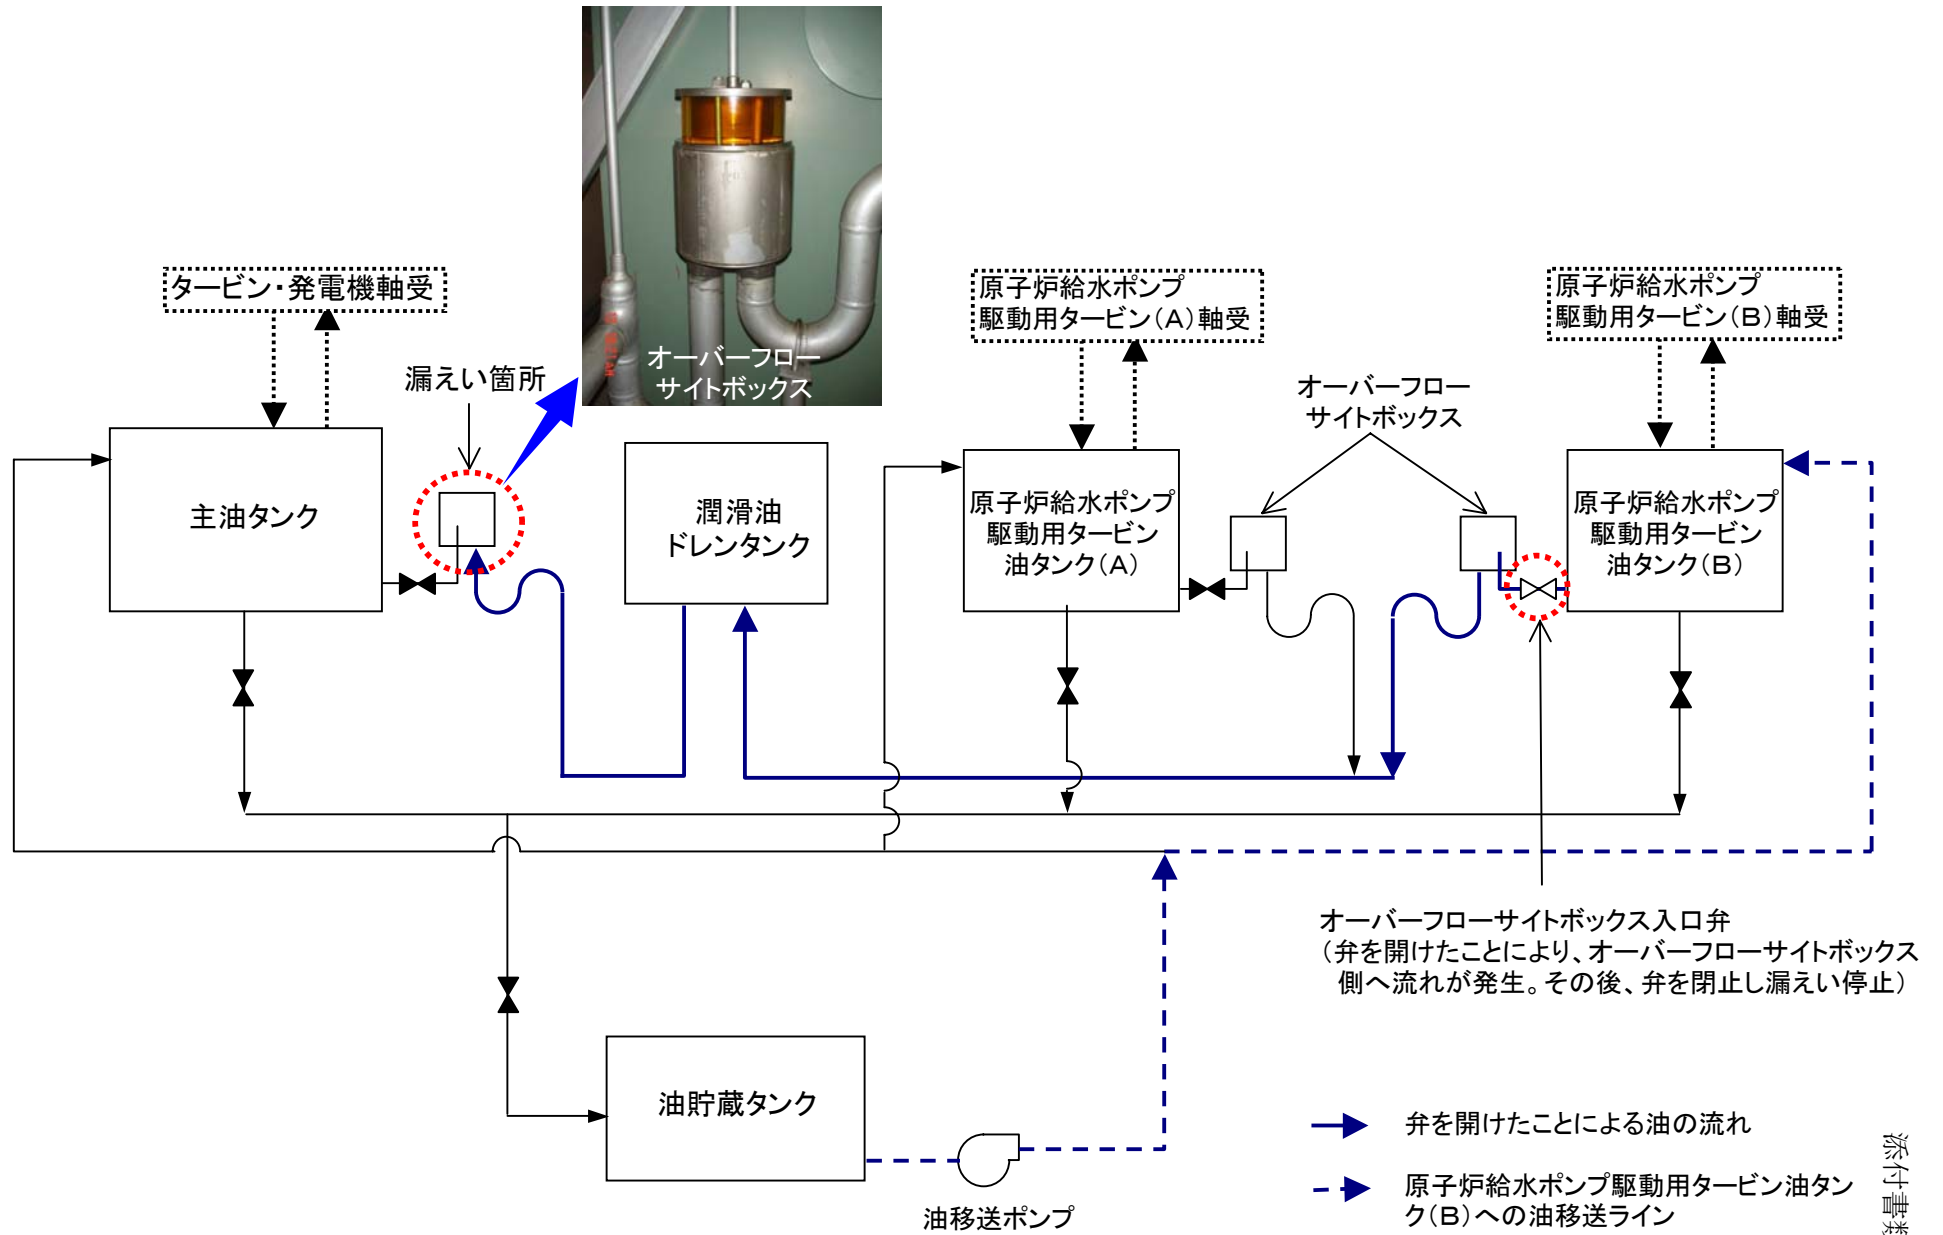 オーバーフロー
サイトボックス
タービン・発電機軸受
漏えい箇所
原子炉給水ポンプ
駆動用タービン（Ａ）軸受
原子炉給水ポンプ
駆動用タービン（Ｂ）軸受
オーバーフロー
サイトボックス
主油タンク
潤滑油
ドレンタンク
原子炉給水ポンプ
駆動用タービン
油タンク（Ａ）
原子炉給水ポンプ
駆動用タービン
油タンク（Ｂ）
オーバーフローサイトボックス入口弁
（弁を開けたことにより、オーバーフローサイトボックス
側へ流れが発生。その後、弁を閉止し漏えい停止）
油貯蔵タンク
油移送ポンプ
弁を開けたことによる油の流れ
原子炉給水ポンプ駆動用タービン油タン
ク（Ｂ）への油移送ライン
添付書類